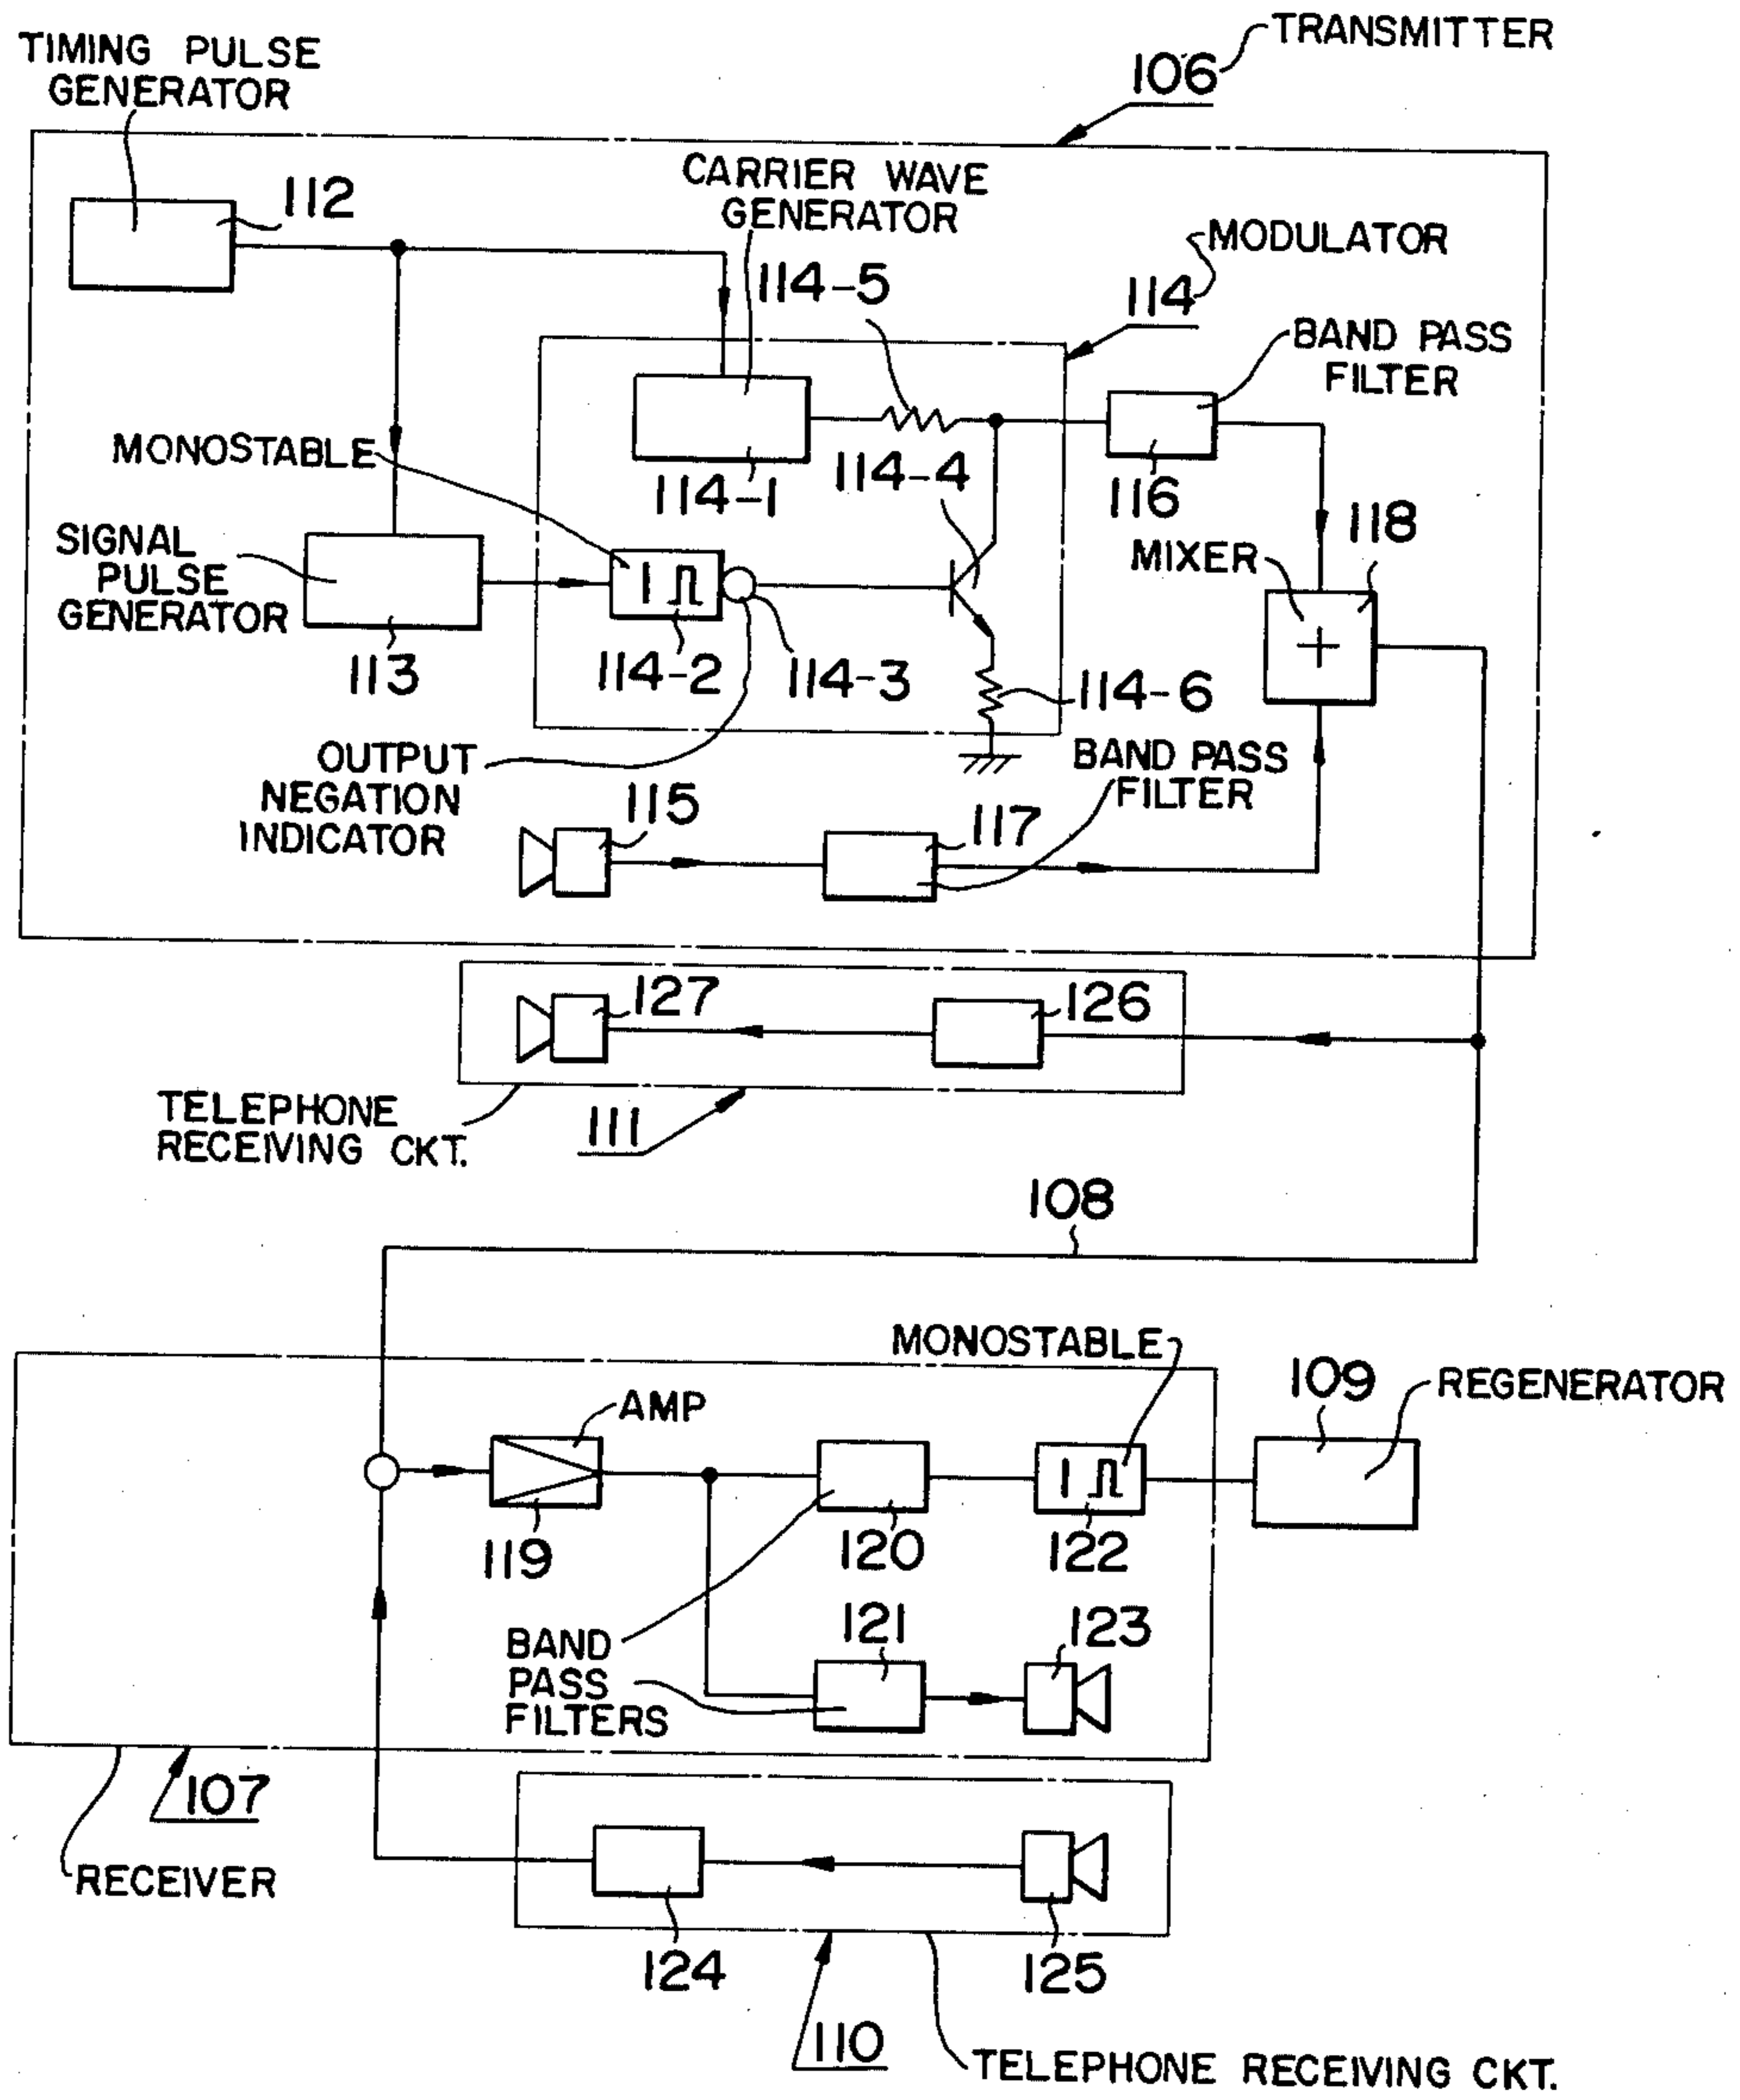 TRANSMITTER
106
TIMING PULSE
GENERATOR
112
CARRIER WAVE
GENERATOR
MODULATOR
114
114-5
BAND PASS
FILTER
MONOSTABLE
114-1
114-4
116
118
MIXER
SIGNAL
PULSE
GENERATOR
113
114-2
114-3
114-6
OUTPUT
NEGATION
INDICATOR
115
BAND PASS
FILTER
117
127
126
TELEPHONE
RECEIVING CKT.
111
108
MONOSTABLE
109
REGENERATOR
AMP
119
120
122
121
123
BAND
PASS
FILTERS
107
RECEIVER
124
125
110
TELEPHONE RECEIVING CKT.